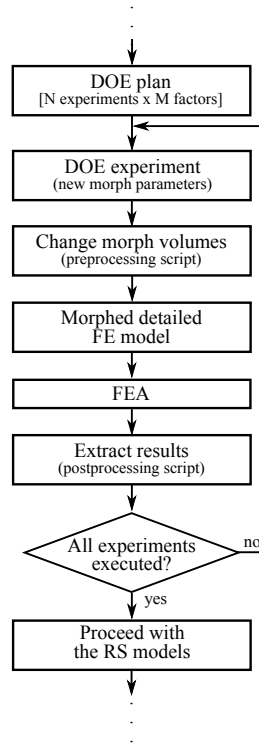 DOE plan
[N experiments x M factors]
DOE experiment
(new morph parameters)
Change morph volumes
(preprocessing script)
Morphed detailed
FE model
FEA
Extract results
(postprocessing script)
All experiments
executed?
no
yes
Proceed with
the RS models